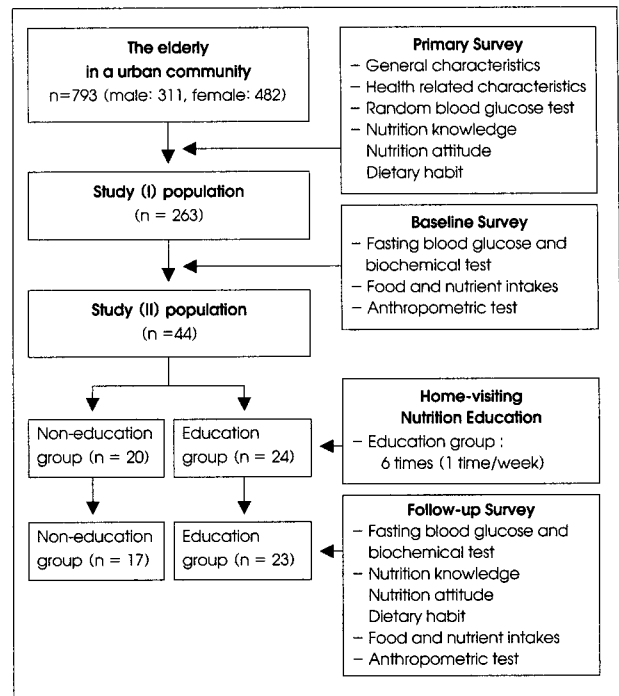 The elderly
in a urban community
n=793 (male: 311, female: 482)
Primary Survey
– General characteristics
– Health related characteristics
– Random blood glucose test
– Nutrition knowledge
Nutrition attitude
Dietary habit
Study (I) population
(n = 263)
Baseline Survey
– Fasting blood glucose and
biochemical test
– Food and nutrient intakes
– Anthropometric test
Study (II) population
(n =44)
Home-visiting
Nutrition Education
– Education group :
6 times (1 time/week)
Non-education
group (n = 20)
Education
group (n = 24)
Non-education
group (n = 17)
Education
group (n = 23)
Follow-up Survey
– Fasting blood glucose and
biochemical test
– Nutrition knowledge
Nutrition attitude
Dietary habit
– Food and nutrient intakes
– Anthropometric test